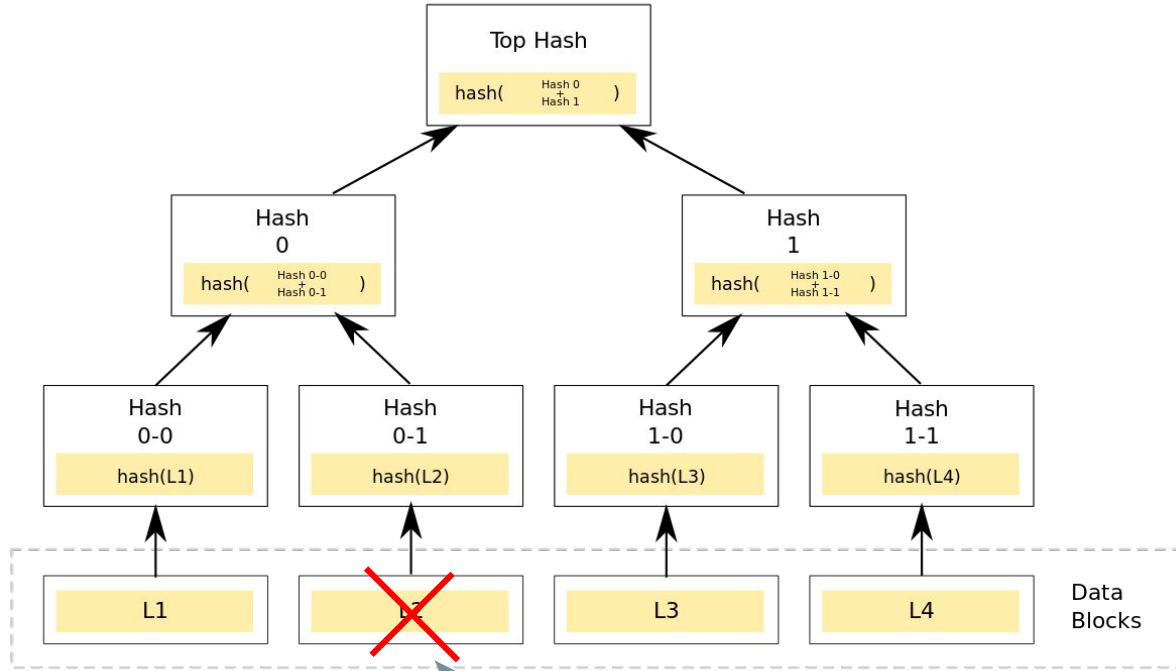 Top Hash
hash( Hash 0 + Hash 1 )
Hash
0
hash( Hash 0-0 + Hash 0-1 )
Hash
1
hash( Hash 1-0 + Hash 1-1 )
Hash
0-0
hash(L1)
Hash
0-1
hash(L2)
Hash
1-0
hash(L3)
Hash
1-1
hash(L4)
L1
L2
L3
L4
Data
Blocks